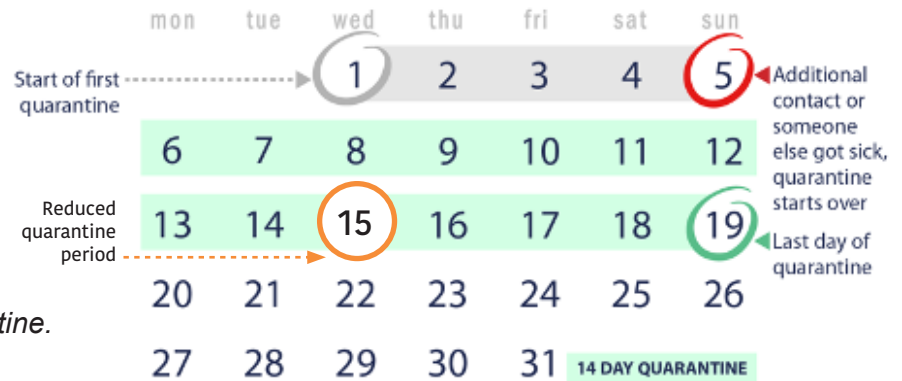 mon tue wed thu fri sat sun
Start of first
quarantine
1 2 3 4 5
Additional
contact or
someone
else got sick,
quarantine
starts over
6 7 8 9 10 11 12
Reduced
quarantine
period
13 14 15 16 17 18 19
Last day of
quarantine
20 21 22 23 24 25 26
tine.
27 28 29 30 31
14 DAY QUARANTINE